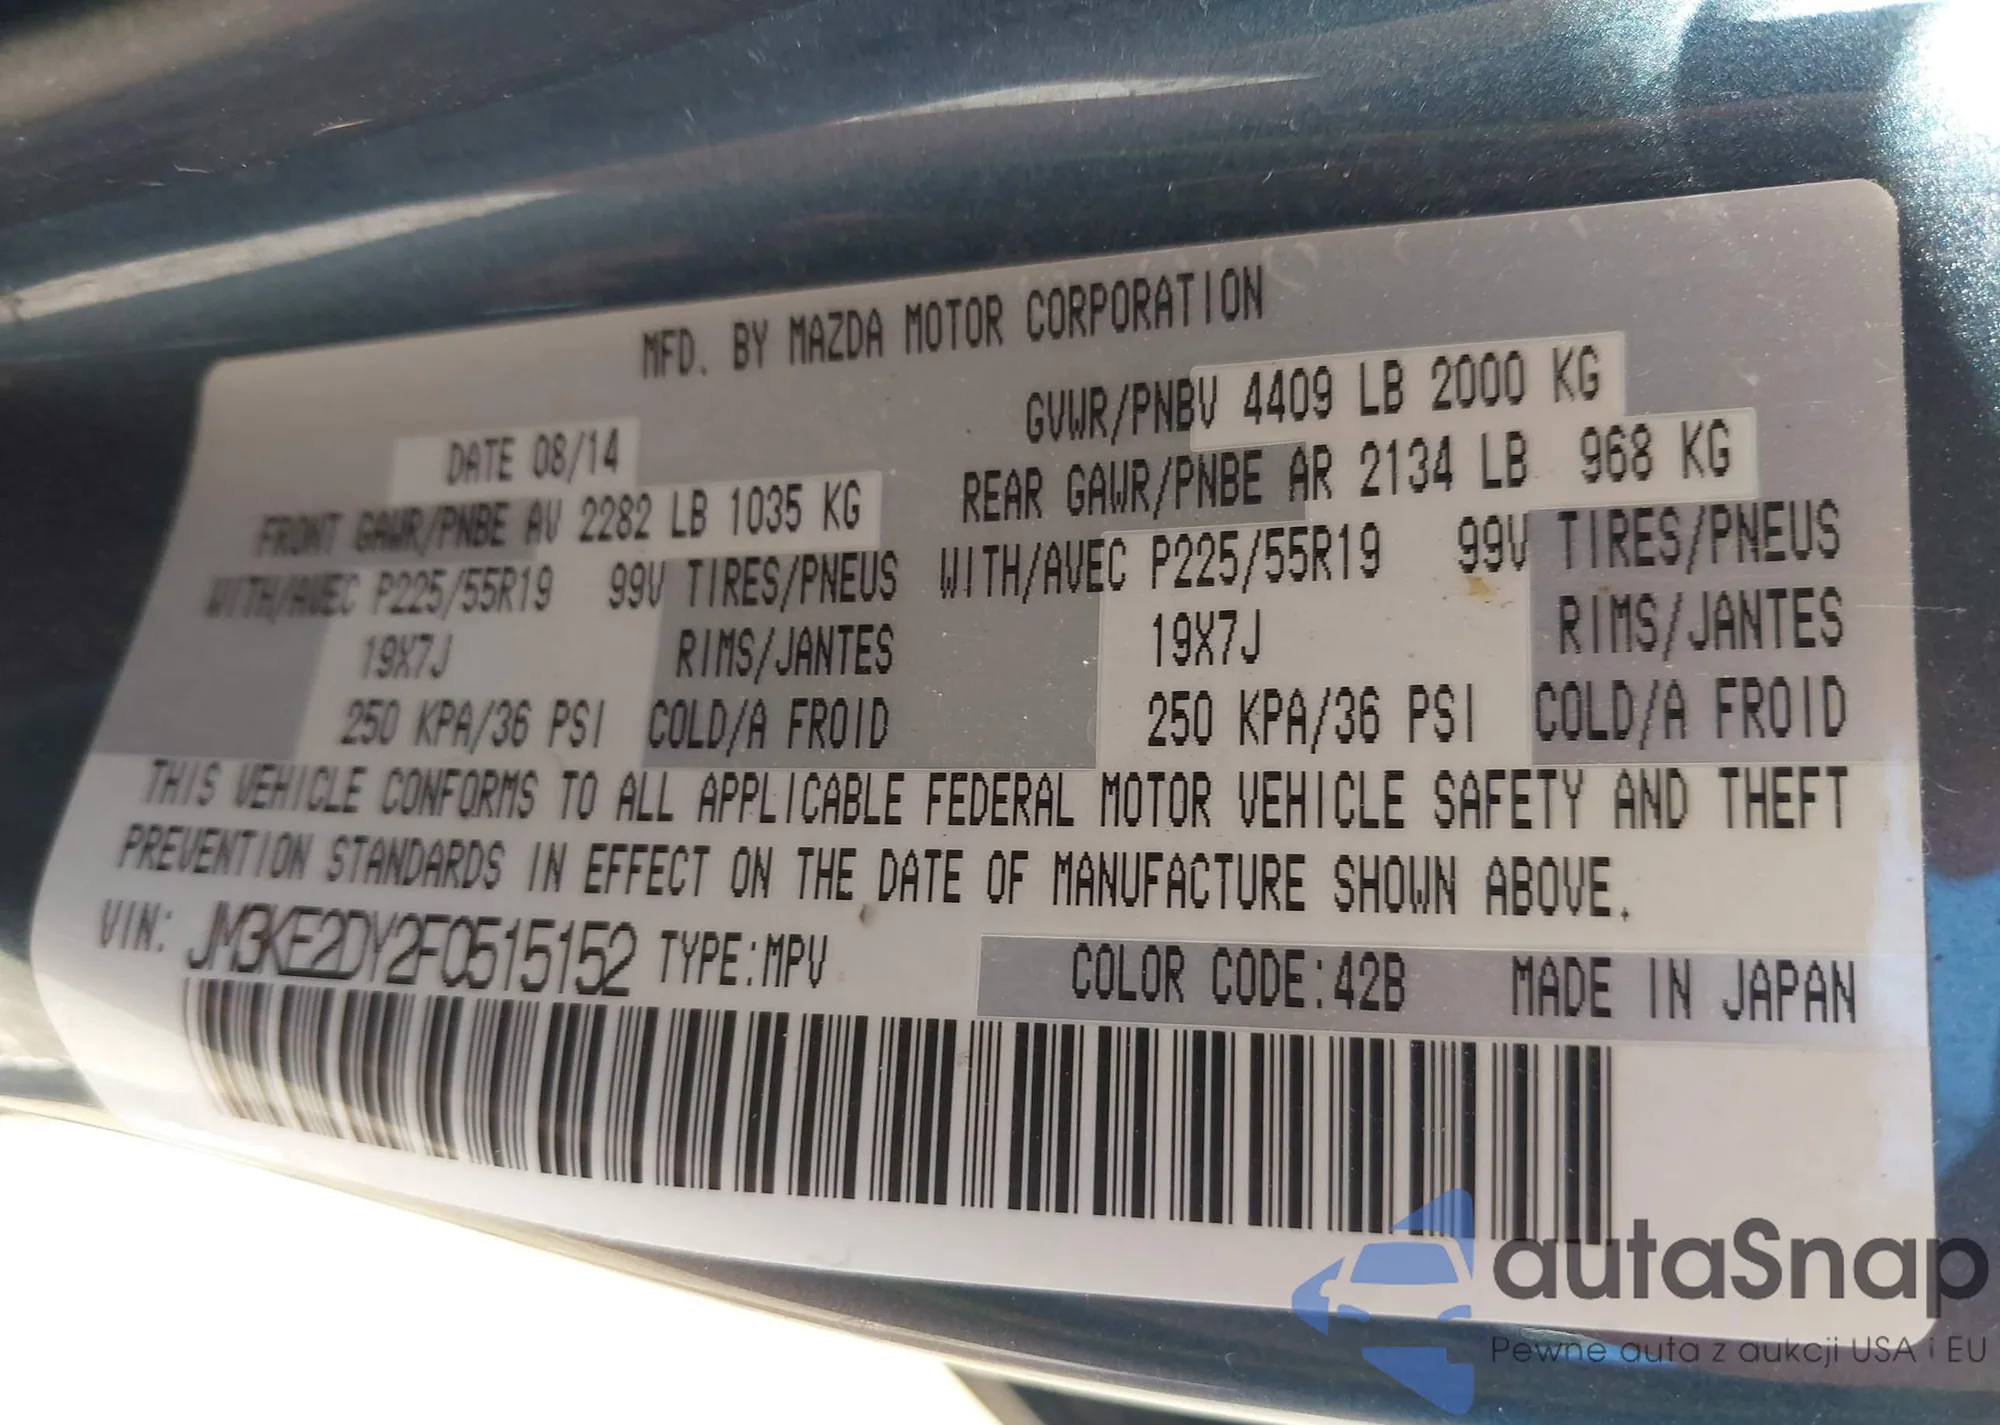 MFD. BY MAZDA MOTOR CORPORATION
DATE 08/14 GVWR/PNBV 4409 LB 2000 KG
FRONT GAWR/PNBE AV 2282 LB 1035 KG REAR GAWR/PNBE AR 2134 LB 968 KG
WITH/AVEC P225/55R19 99V TIRES/PNEUS WITH/AVEC P225/55R19 99V TIRES/PNEUS
19X7J RIMS/JANTES 19X7J RIMS/JANTES
250 KPA/36 PSI COLD/A FROID 250 KPA/36 PSI COLD/A FROID
THIS VEHICLE CONFORMS TO ALL APPLICABLE FEDERAL MOTOR VEHICLE SAFETY AND THEFT
PREVENTION STANDARDS IN EFFECT ON THE DATE OF MANUFACTURE SHOWN ABOVE.
VIN: JM3KE2DY2F0515152 TYPE:MPV COLOR CODE:42B MADE IN JAPAN
autaSnap
Pewne auta z aukcji USA i EU